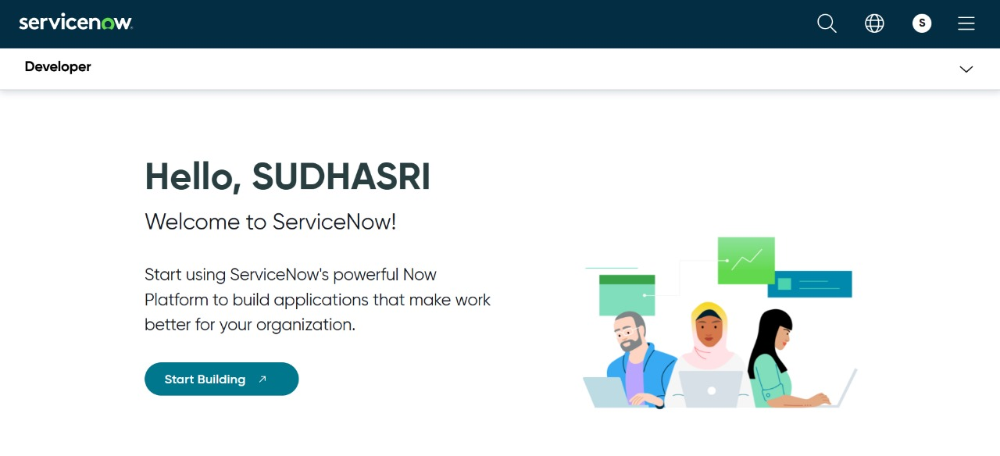 servicenow
S
Developer
Hello, SUDHASRI
Welcome to ServiceNow!
Start using ServiceNow's powerful Now
Platform to build applications that make work
better for your organization.
Start Building